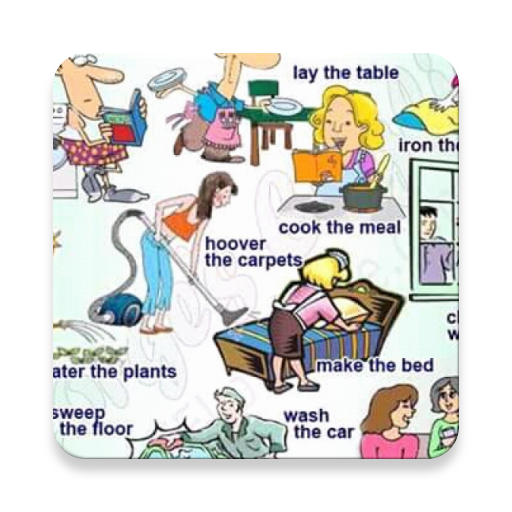 lay the table
iron the
cook the meal
hoover
the carpets
ater the plants
make the bed
sweep
the floor
wash
the car